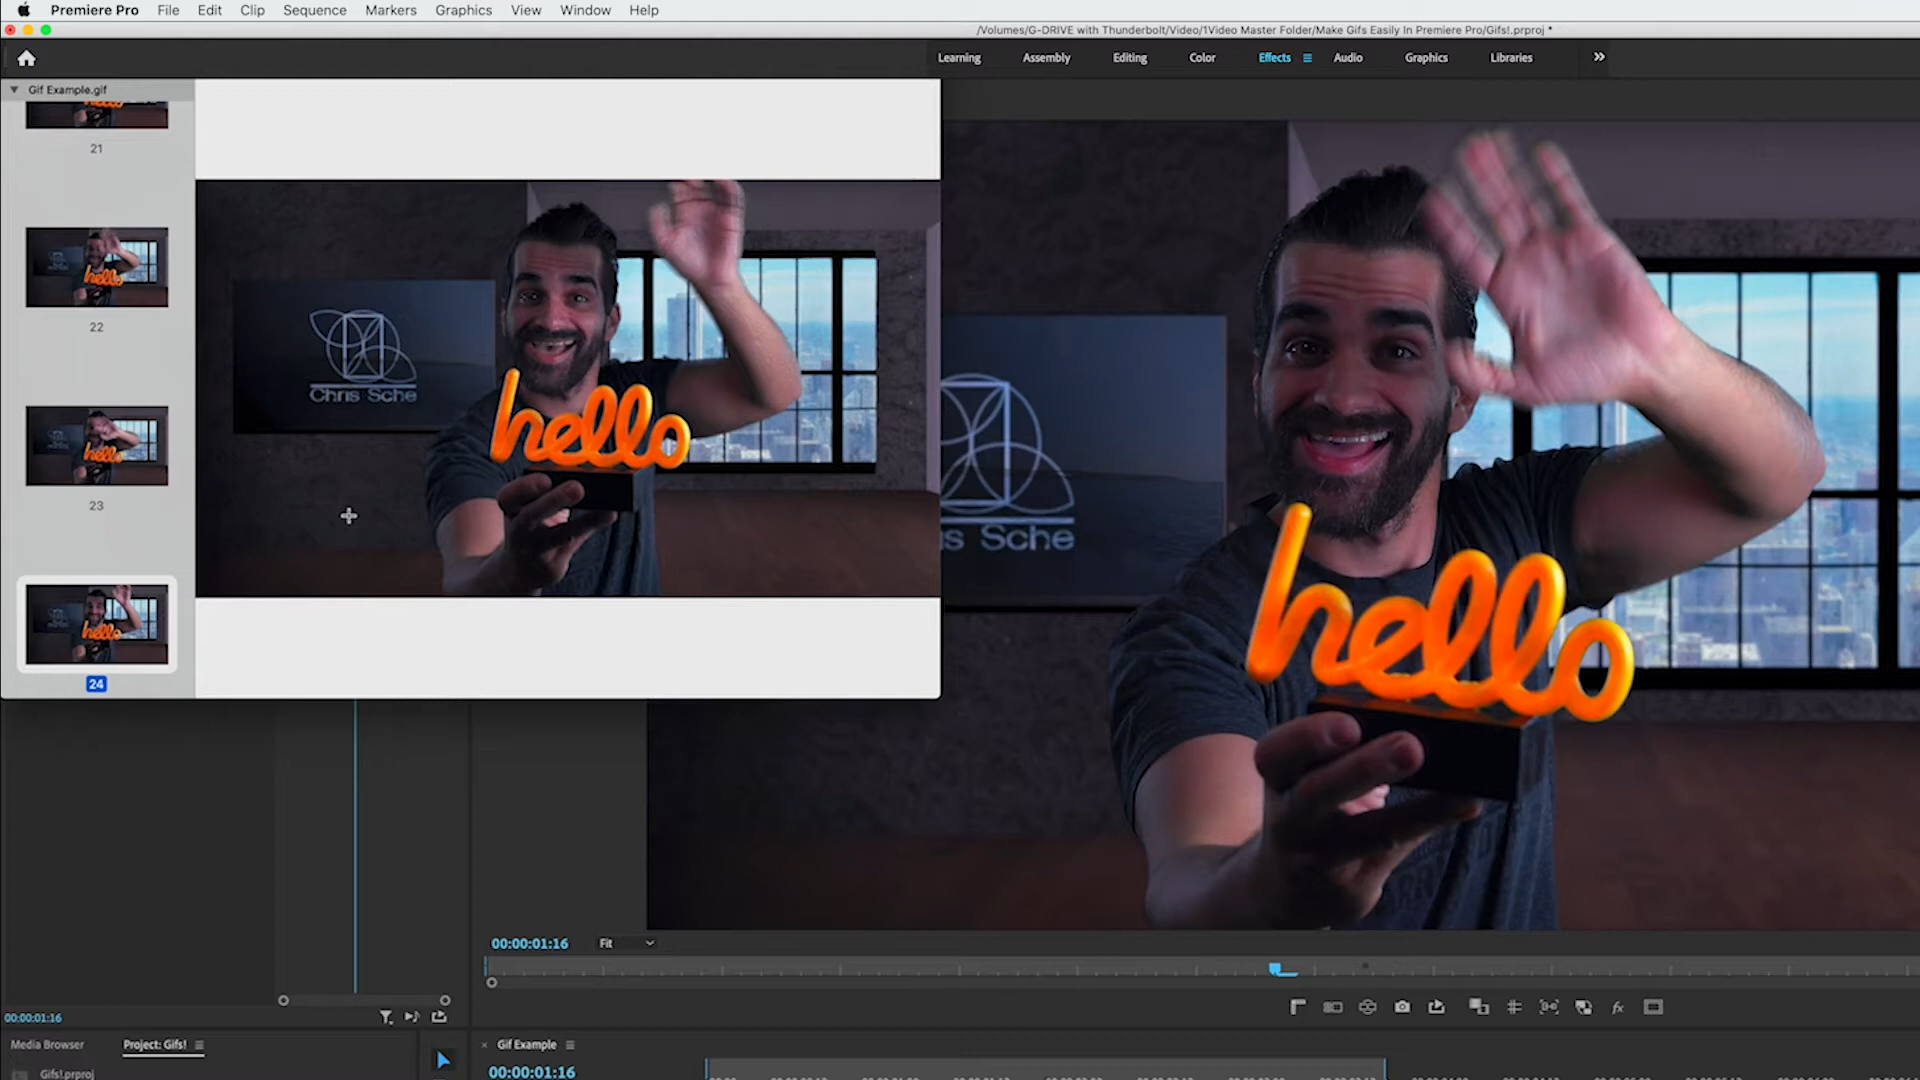 Premiere Pro File Edit Clip Sequence Markers Graphics View Window Help
/Volumes/G-DRIVE with Thunderbolt/Video/1Video Master Folder/Make Gifs Easily In Premiere Pro/Gifs!.prproj *
Learning Assembly Editing Color Effects Audio Graphics Libraries
Gif Example.gif
21
22
23
24
Chris Sche
hello
is Sche
hello
00:00:01:16 Fit
00:00:01:16
Media Browser Project: Gifs! Gif Example
Gifs!.prproj 00:00:01:16